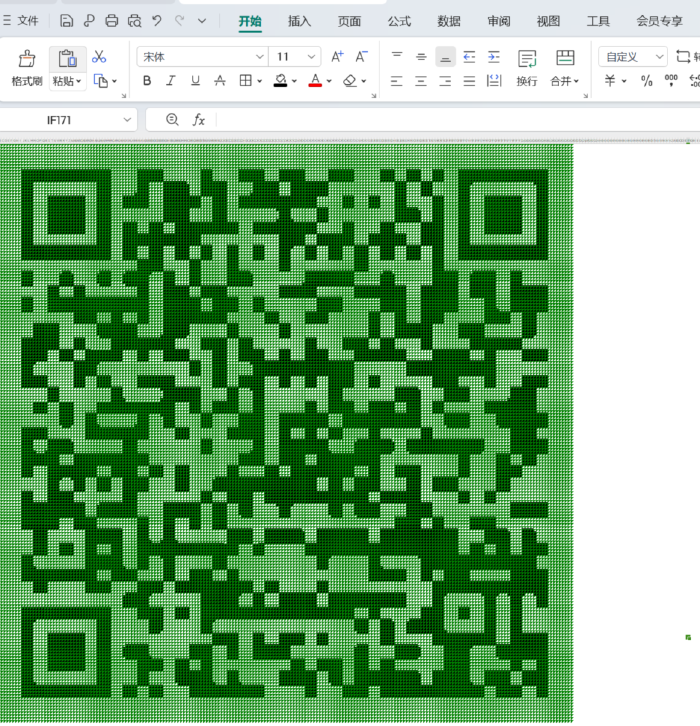 文件 开始 插入 页面 公式 数据 审阅 视图 工具 会员专享
宋体 11 A+ A- 自定义
格式刷 粘贴 B I U A A 换行 合并 ¥ % 000
IF171 fx